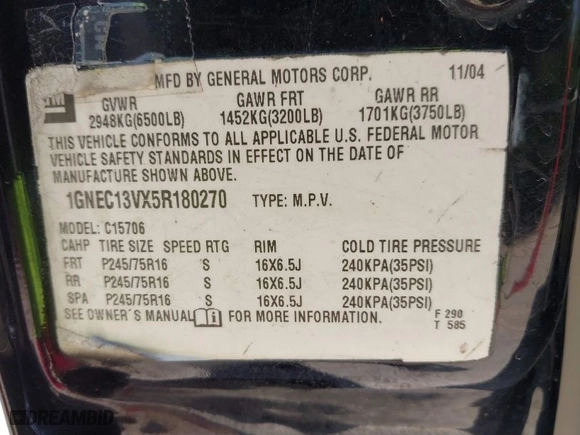 GM MFD BY GENERAL MOTORS CORP. 11/04
GVWR GAWR FRT GAWR RR
2948KG(6500LB) 1452KG(3200LB) 1701KG(3750LB)
THIS VEHICLE CONFORMS TO ALL APPLICABLE U.S. FEDERAL MOTOR
VEHICLE SAFETY STANDARDS IN EFFECT ON THE DATE OF
MANUFACTURE SHOWN ABOVE.
1GNEC13VX5R180270 TYPE: M.P.V.
MODEL: C15706
CAHP TIRE SIZE SPEED RTG RIM COLD TIRE PRESSURE
FRT P245/75R16 S 16X6.5J 240KPA(35PSI)
RR P245/75R16 S 16X6.5J 240KPA(35PSI)
SPA P245/75R16 S 16X6.5J 240KPA(35PSI)
SEE OWNER'S MANUAL FOR MORE INFORMATION.
F 290
T 585
DREAMBID